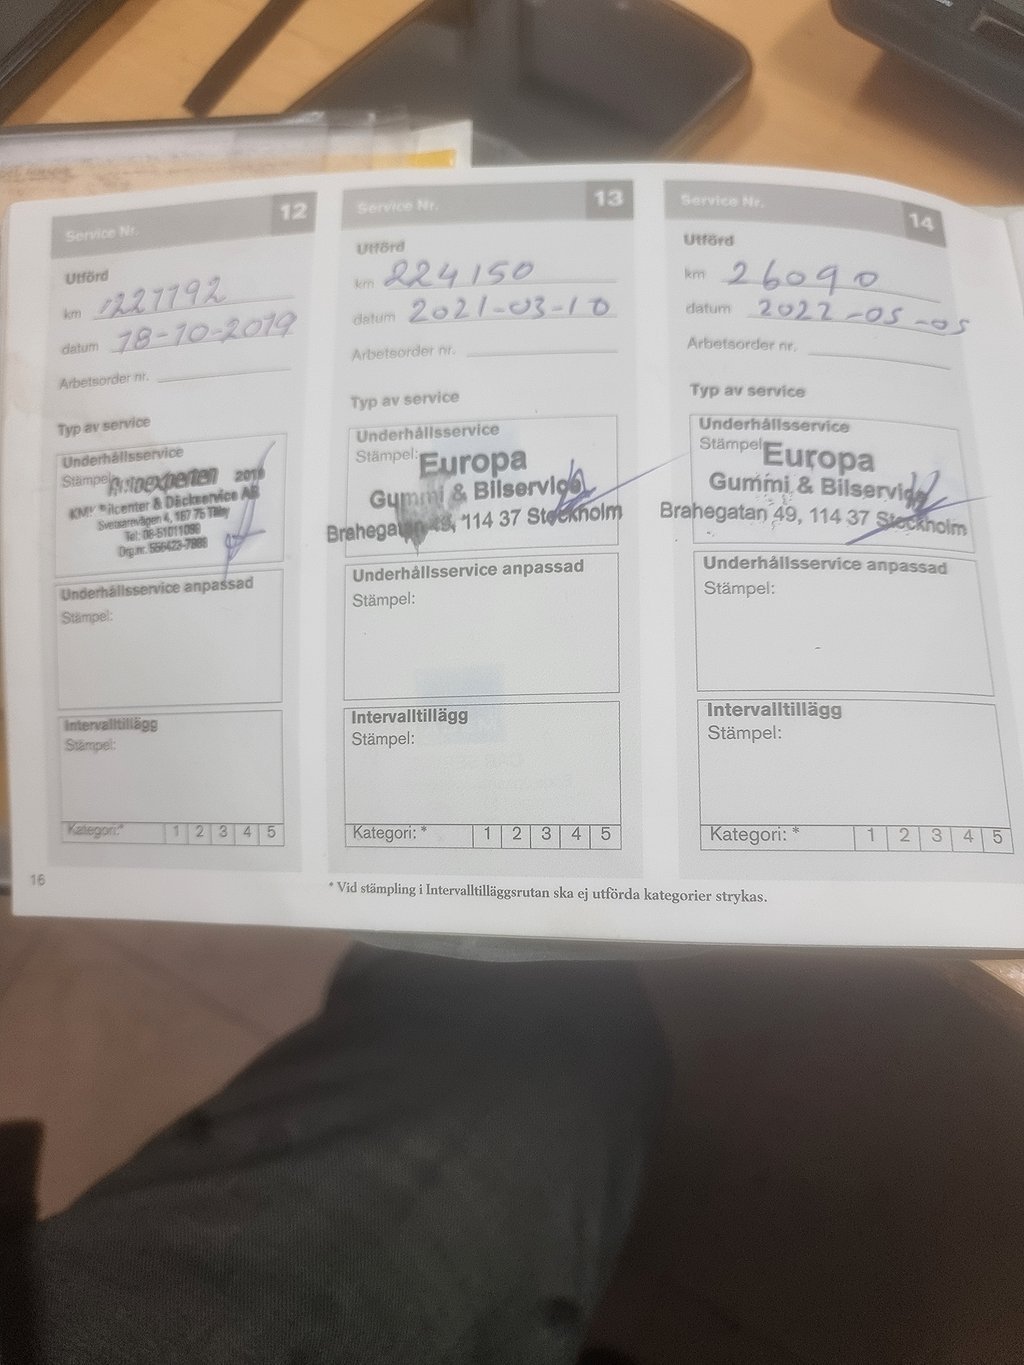 Service Nr. 12
Utförd
km 221192
datum 18-10-2019
Arbetsorder nr.
Typ av service
Underhållsservice
Stämpel:
2019
& Däckservice AB
Underhållsservice anpassad
Stämpel:
Intervalltillägg
Stämpel:
Kategori:* 1 2 3 4 5
16
Service Nr. 13
Utförd
km 224150
datum 2021-03-10
Arbetsorder nr.
Typ av service
Underhållsservice
Stämpel:
Europa
Gummi & Bilservice
Brahegatan 49, 114 37 Stockholm
Underhållsservice anpassad
Stämpel:
Intervalltillägg
Stämpel:
Kategori: * 1 2 3 4 5
Service Nr. 14
Utförd
km 26090
datum 2022-05-05
Arbetsorder nr.
Typ av service
Underhållsservice
Stämpel:
Europa
Gummi & Bilservice
Brahegatan 49, 114 37 Stockholm
Underhållsservice anpassad
Stämpel:
Intervalltillägg
Stämpel:
Kategori: * 1 2 3 4 5
* Vid stämpling i Intervalltilläggsrutan ska ej utförda kategorier strykas.